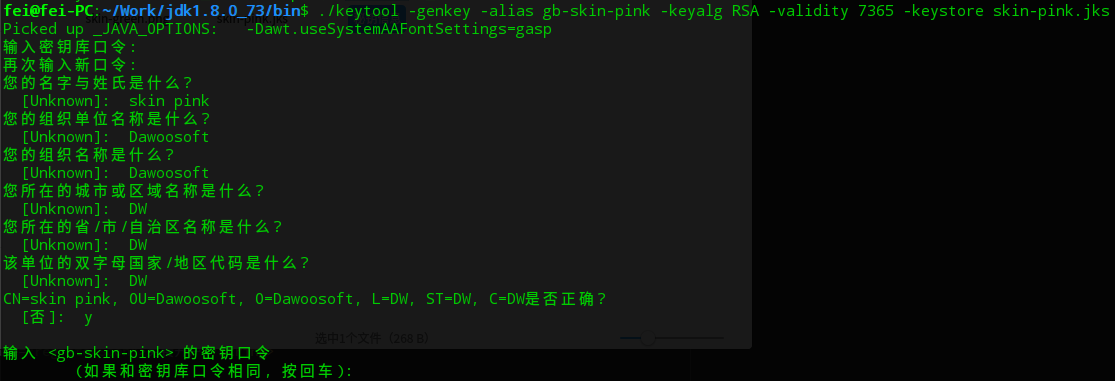 fei@fei-PC:~/Work/jdk1.8.0_73/bin$ ./keytool -genkey -alias gb-skin-pink -keyalg RSA -validity 7365 -keystore skin-pink.jks
Picked up _JAVA_OPTIONS:   -Dawt.useSystemAAFontSettings=gasp
输入密钥库口令:
再次输入新口令:
您的名字与姓氏是什么?
  [Unknown]:  skin pink
您的组织单位名称是什么?
  [Unknown]:  Dawoosoft
您的组织名称是什么?
  [Unknown]:  Dawoosoft
您所在的城市或区域名称是什么?
  [Unknown]:  DW
您所在的省/市/自治区名称是什么?
  [Unknown]:  DW
该单位的双字母国家/地区代码是什么?
  [Unknown]:  DW
CN=skin pink, OU=Dawoosoft, O=Dawoosoft, L=DW, ST=DW, C=DW是否正确?
  [否]:  y
选中1个文件（268 B）
输入 <gb-skin-pink> 的密钥口令
        (如果和密钥库口令相同, 按回车):